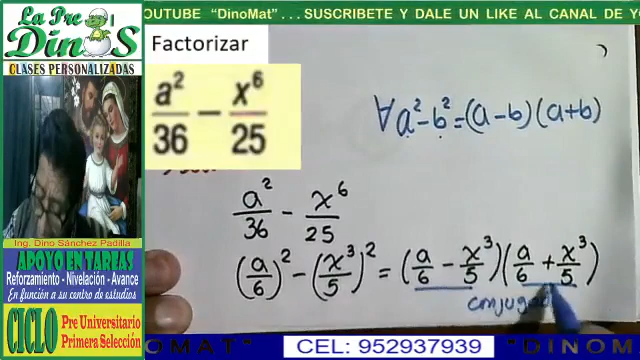 La Pre
DinoS
CLASES PERSONALIZADAS
YOUTUBE "DinoMat" ... SUSCRIBETE Y DALE UN LIKE AL CANAL DE
Factorizar
a²/36 − x⁶/25
∀ a² − b² = (a − b)(a + b)
a²/36 − x⁶/25
(a/6)² − (x³/5)² = (a/6 − x³/5)(a/6 + x³/5)
Ing. Dino Sánchez Padilla
APOYO EN TAREAS
Reforzamiento - Nivelación - Avance
En función a su centro de estudios
CICLO Pre Universitario
Primera Selección
CEL: 952937939